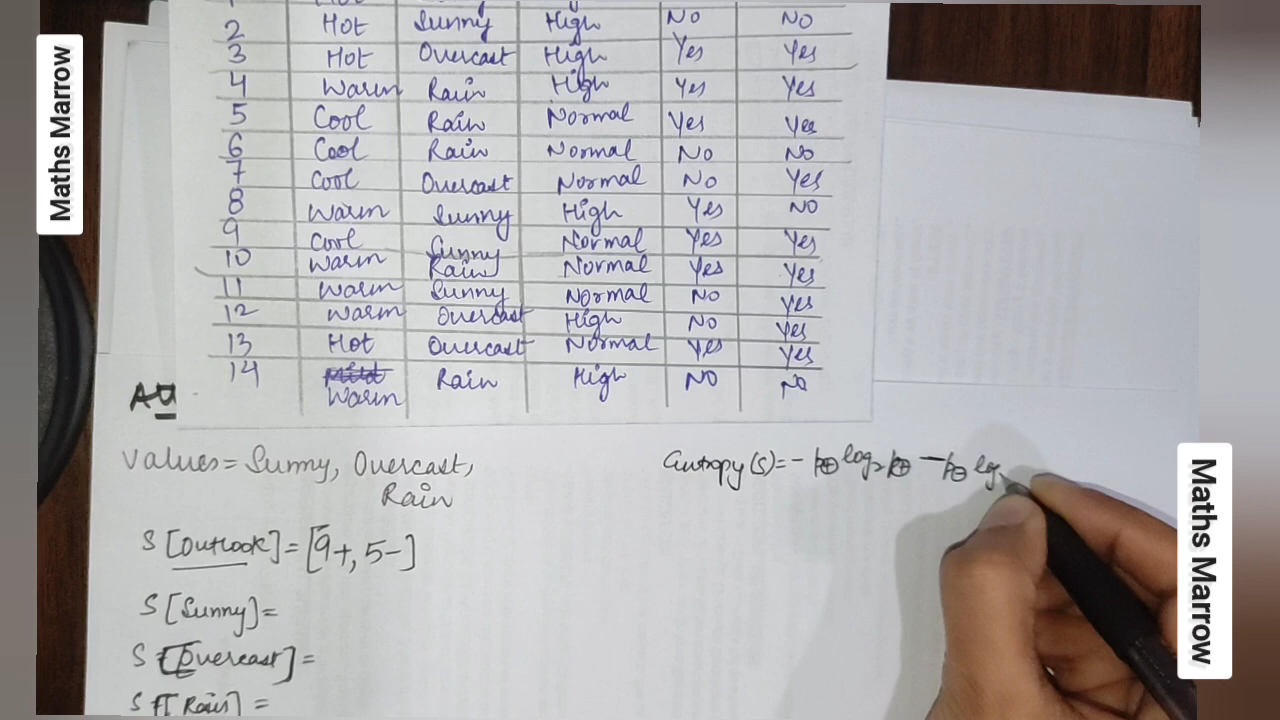 2 Hot Sunny High No No
3 Hot Overcast High Yes Yes
4 Warm Rain High Yes Yes
5 Cool Rain Normal Yes Yes
6 Cool Rain Normal No No
7 Cool Overcast Normal No Yes
8 Warm Sunny High Yes No
9 Cool Sunny Normal Yes Yes
10 Warm Rain Normal Yes Yes
11 Warm Sunny Normal No Yes
12 Warm Overcast High No Yes
13 Hot Overcast Normal Yes Yes
14 Warm Rain High No No
Values = Sunny, Overcast,
Rain
Entropy(S) = - p⊕ log₂ p⊕ - p⊖ log
S [Outlook] = [9+, 5-]
S [Sunny] =
S [Overcast] =
S [Rain] =
Maths Marrow
Maths Marrow